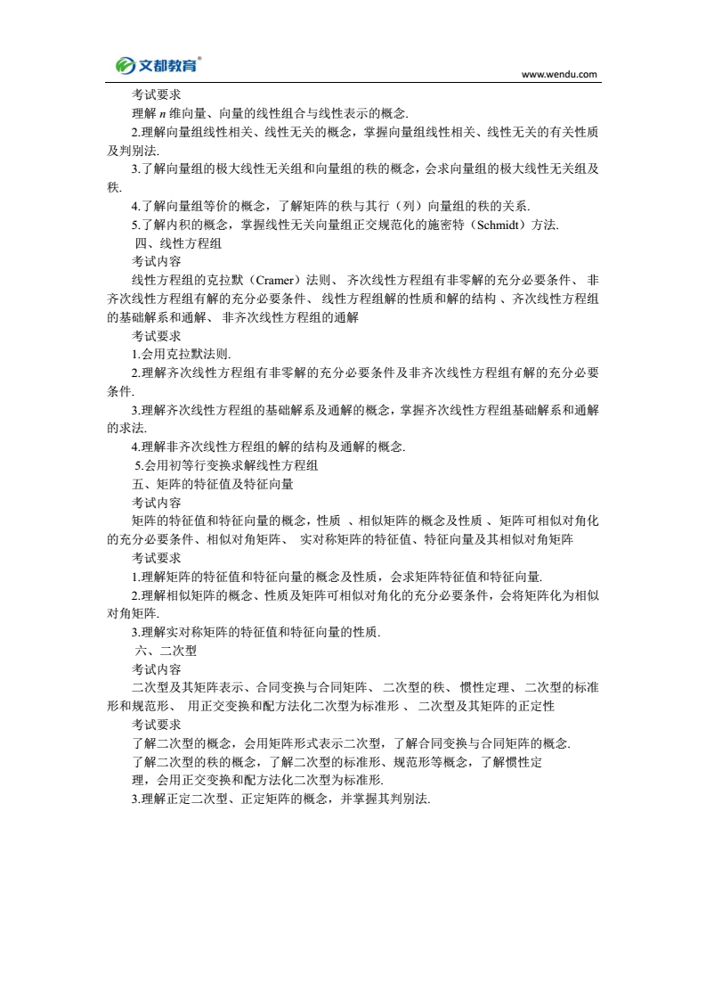 文都教育®
www.wendu.com
考试要求
理解 n 维向量、向量的线性组合与线性表示的概念.
2.理解向量组线性相关、线性无关的概念，掌握向量组线性相关、线性无关的有关性质
及判别法.
3.了解向量组的极大线性无关组和向量组的秩的概念，会求向量组的极大线性无关组及
秩.
4.了解向量组等价的概念，了解矩阵的秩与其行（列）向量组的秩的关系.
5.了解内积的概念，掌握线性无关向量组正交规范化的施密特（Schmidt）方法.
四、线性方程组
考试内容
线性方程组的克拉默（Cramer）法则、 齐次线性方程组有非零解的充分必要条件、 非
齐次线性方程组有解的充分必要条件、 线性方程组解的性质和解的结构 、齐次线性方程组
的基础解系和通解、 非齐次线性方程组的通解
考试要求
1.会用克拉默法则.
2.理解齐次线性方程组有非零解的充分必要条件及非齐次线性方程组有解的充分必要
条件.
3.理解齐次线性方程组的基础解系及通解的概念，掌握齐次线性方程组基础解系和通解
的求法.
4.理解非齐次线性方程组的解的结构及通解的概念.
5.会用初等行变换求解线性方程组
五、矩阵的特征值及特征向量
考试内容
矩阵的特征值和特征向量的概念，性质 、相似矩阵的概念及性质 、 矩阵可相似对角化
的充分必要条件、相似对角矩阵、 实对称矩阵的特征值、特征向量及其相似对角矩阵
考试要求
1.理解矩阵的特征值和特征向量的概念及性质，会求矩阵特征值和特征向量.
2.理解相似矩阵的概念、性质及矩阵可相似对角化的充分必要条件，会将矩阵化为相似
对角矩阵.
3.理解实对称矩阵的特征值和特征向量的性质.
六、二次型
考试内容
二次型及其矩阵表示、合同变换与合同矩阵、 二次型的秩、 惯性定理、 二次型的标准
形和规范形、 用正交变换和配方法化二次型为标准形 、 二次型及其矩阵的正定性
考试要求
了解二次型的概念，会用矩阵形式表示二次型，了解合同变换与合同矩阵的概念.
了解二次型的秩的概念，了解二次型的标准形、规范形等概念，了解惯性定
理，会用正交变换和配方法化二次型为标准形.
3.理解正定二次型、正定矩阵的概念，并掌握其判别法.